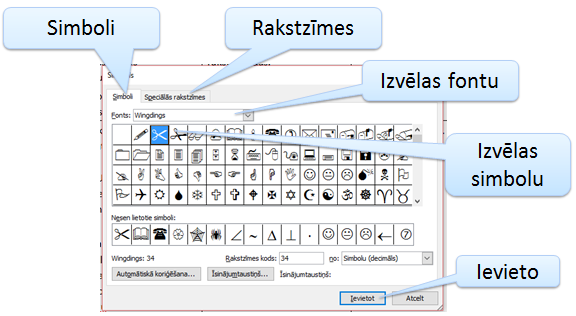 Simboli
Rakstzīmes
Izvēlas fontu
Simboli
Speciālās rakstzīmes
Fonts: Wingdings
Izvēlas
simbolu
Nesen lietotie simboli:
Wingdings: 34
Rakstzīmes kods: 34
no: Simbolu (decimāls)
Automātiskā koriģēšana...
Īsinājumtaustiņš...
Īsinājumtaustiņš:
Ievieto
Ievietot
Atcelt